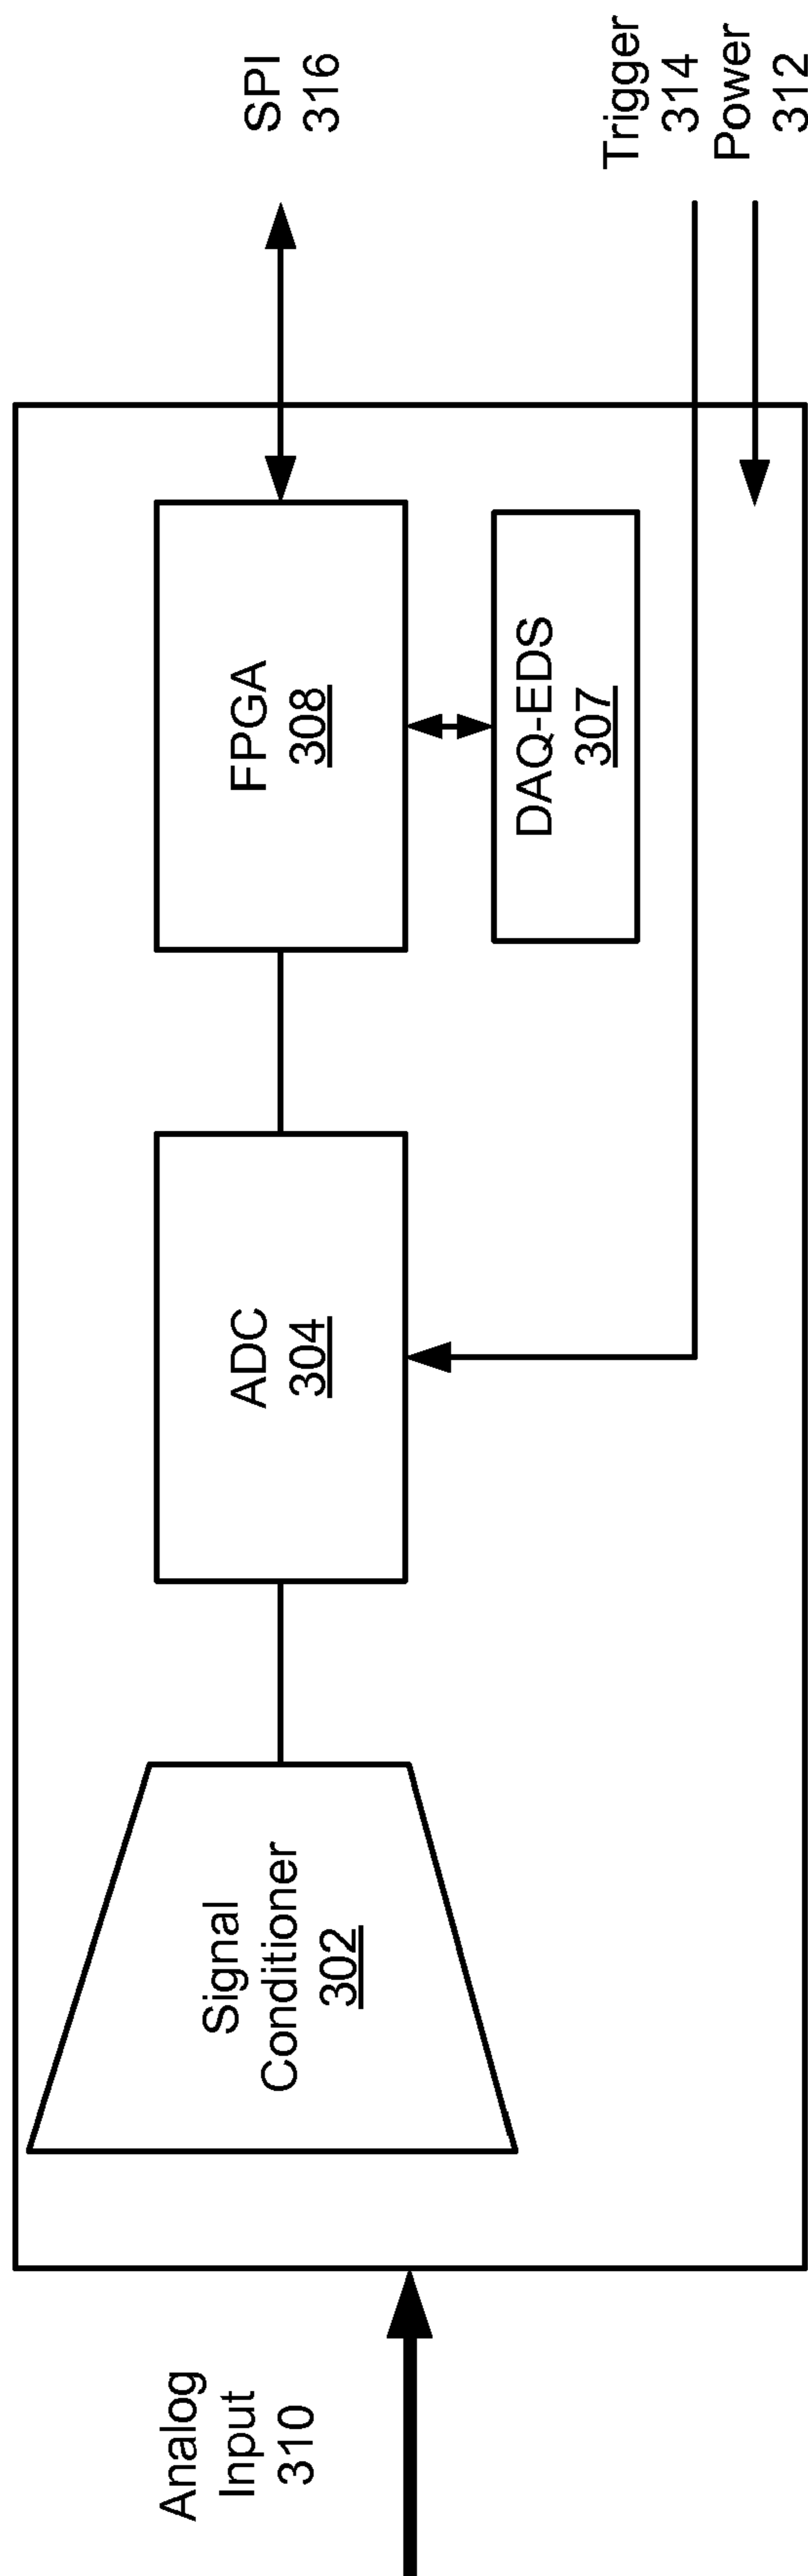 Analog
Input
310
Signal
Conditioner
302
ADC
304
FPGA
308
DAQ-EDS
307
SPI
316
Trigger
314
Power
312